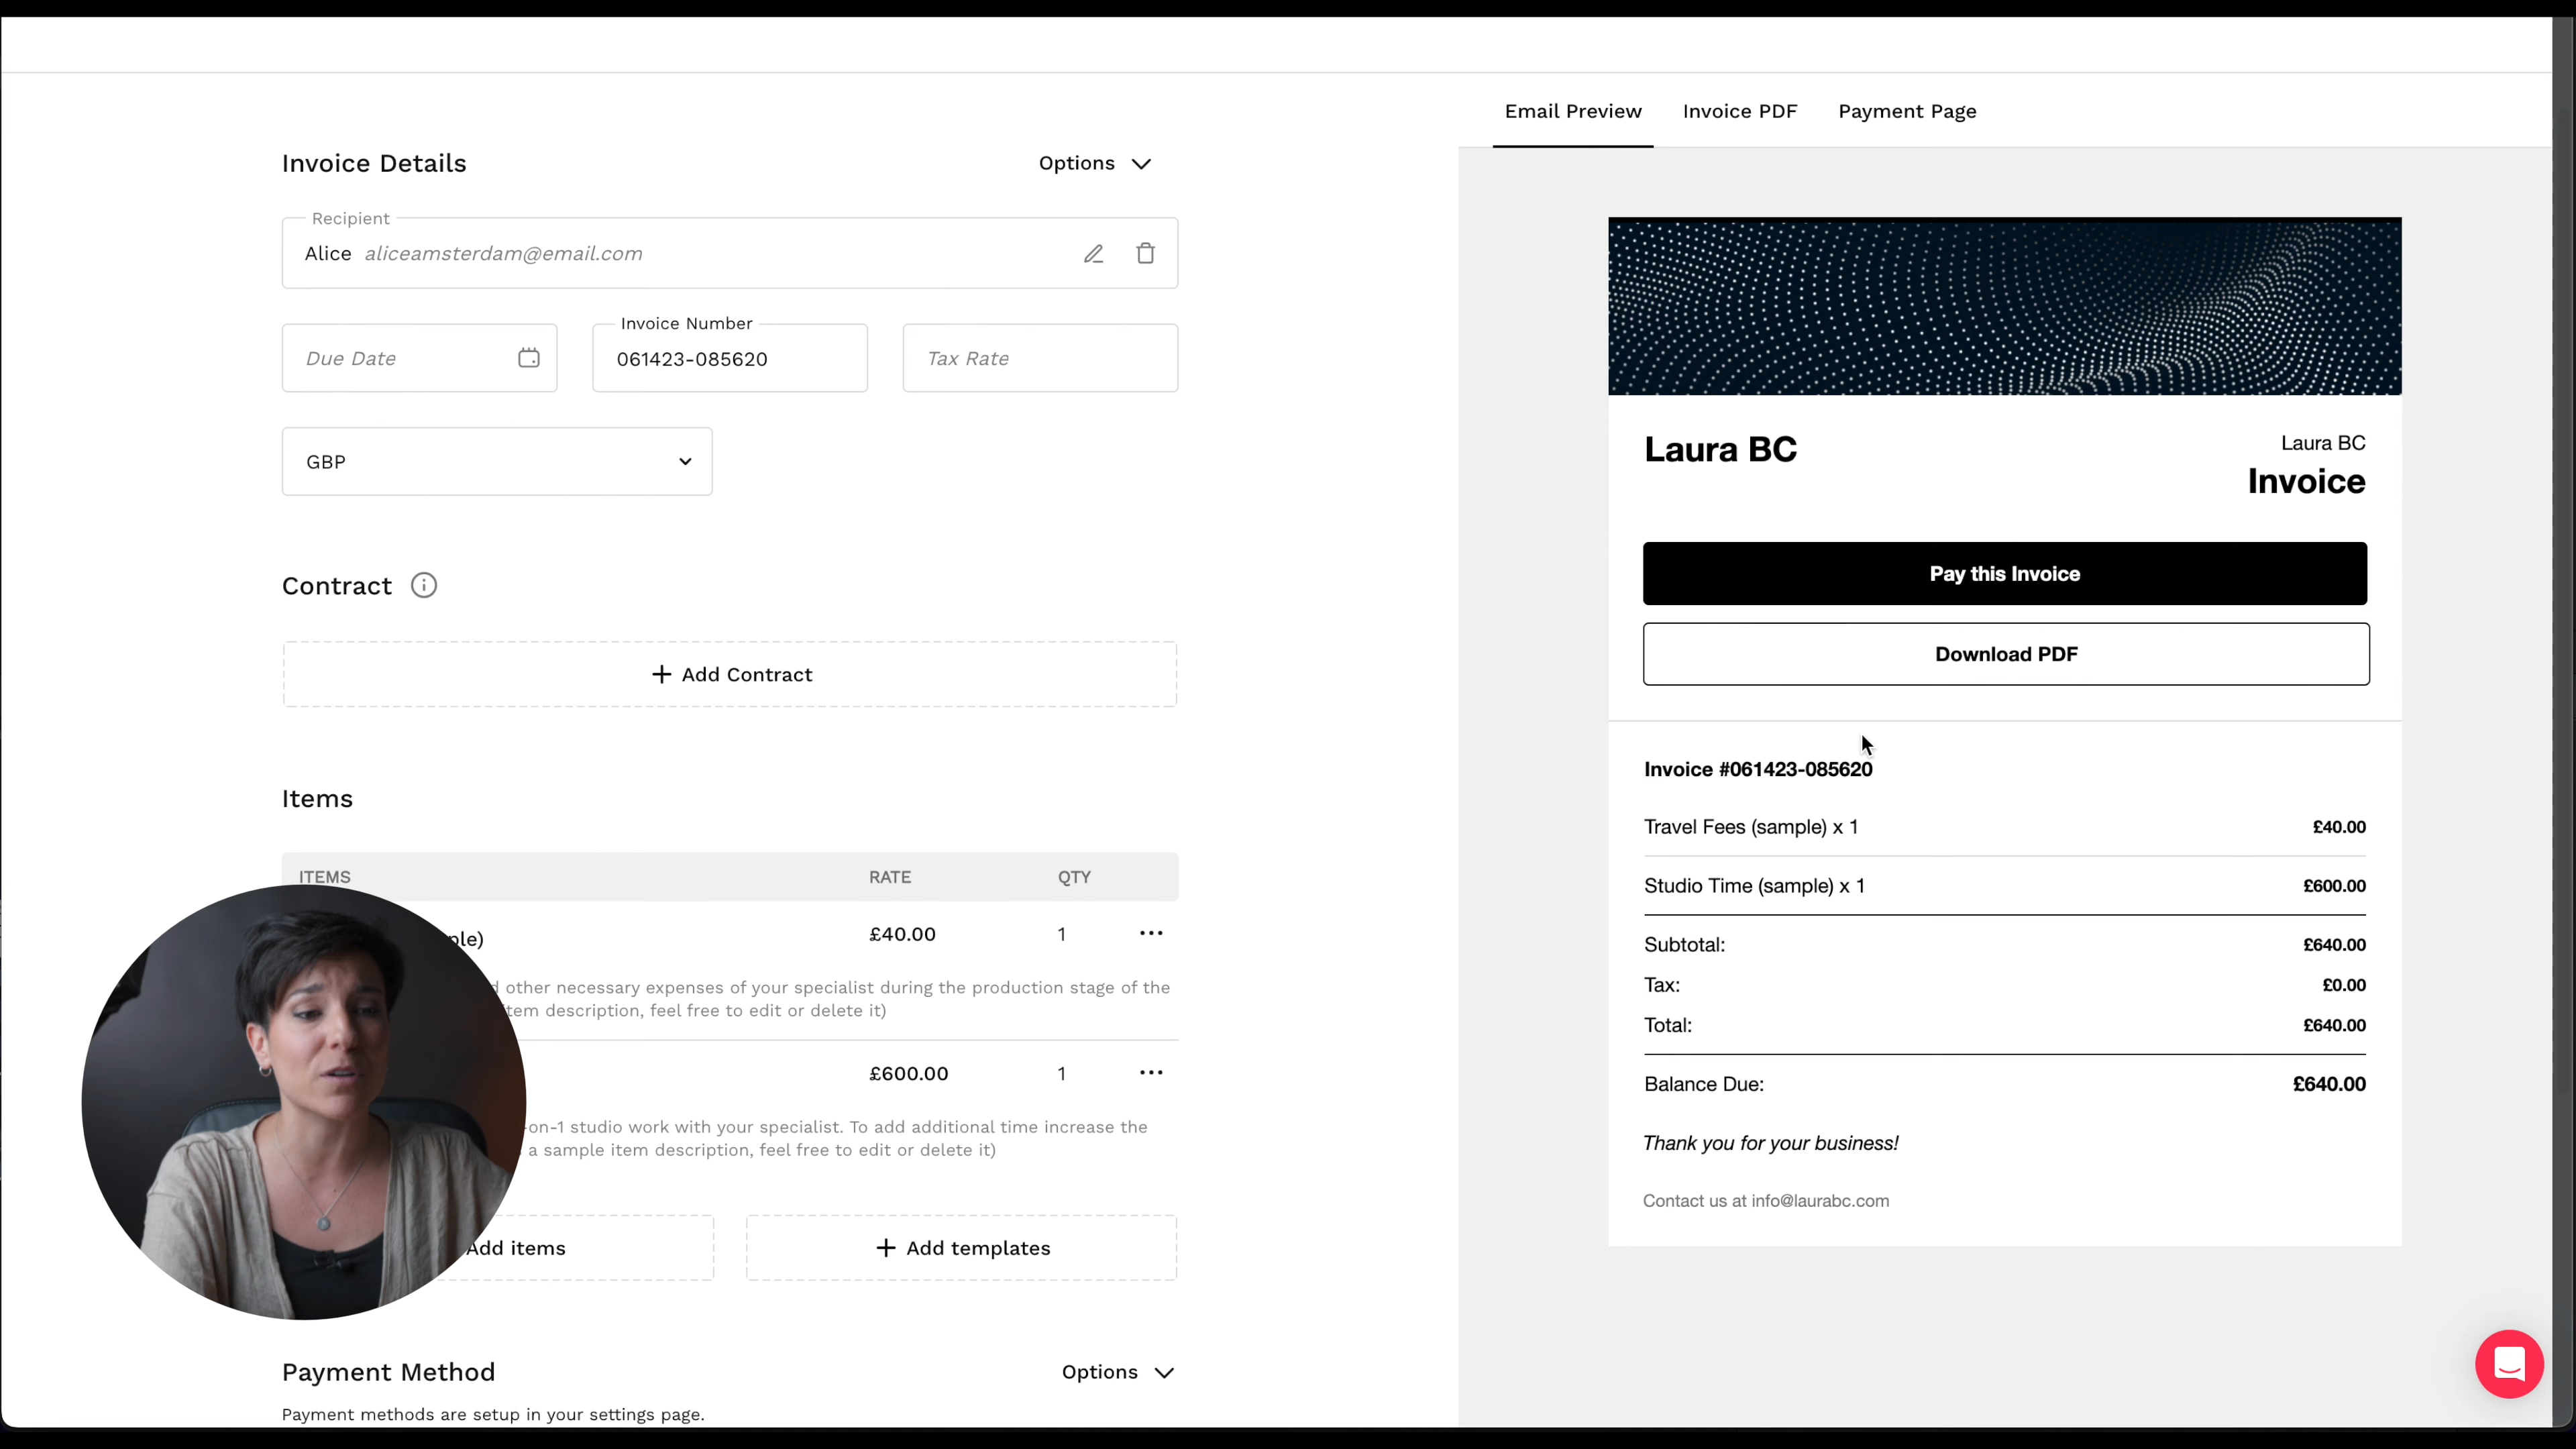 Email Preview Invoice PDF Payment Page
Invoice Details
Options
Recipient
Alice aliceamsterdam@email.com
Due Date
Invoice Number
061423-085620
Tax Rate
GBP
Contract
+ Add Contract
Items
ITEMS RATE QTY
ple) £40.00 1
other necessary expenses of your specialist during the production stage of the
tem description, feel free to edit or delete it)
£600.00 1
-on-1 studio work with your specialist. To add additional time increase the
a sample item description, feel free to edit or delete it)
Add items
+ Add templates
Payment Method
Options
Payment methods are setup in your settings page.
Laura BC
Laura BC
Invoice
Pay this Invoice
Download PDF
Invoice #061423-085620
Travel Fees (sample) x 1 £40.00
Studio Time (sample) x 1 £600.00
Subtotal: £640.00
Tax: £0.00
Total: £640.00
Balance Due: £640.00
Thank you for your business!
Contact us at info@laurabc.com